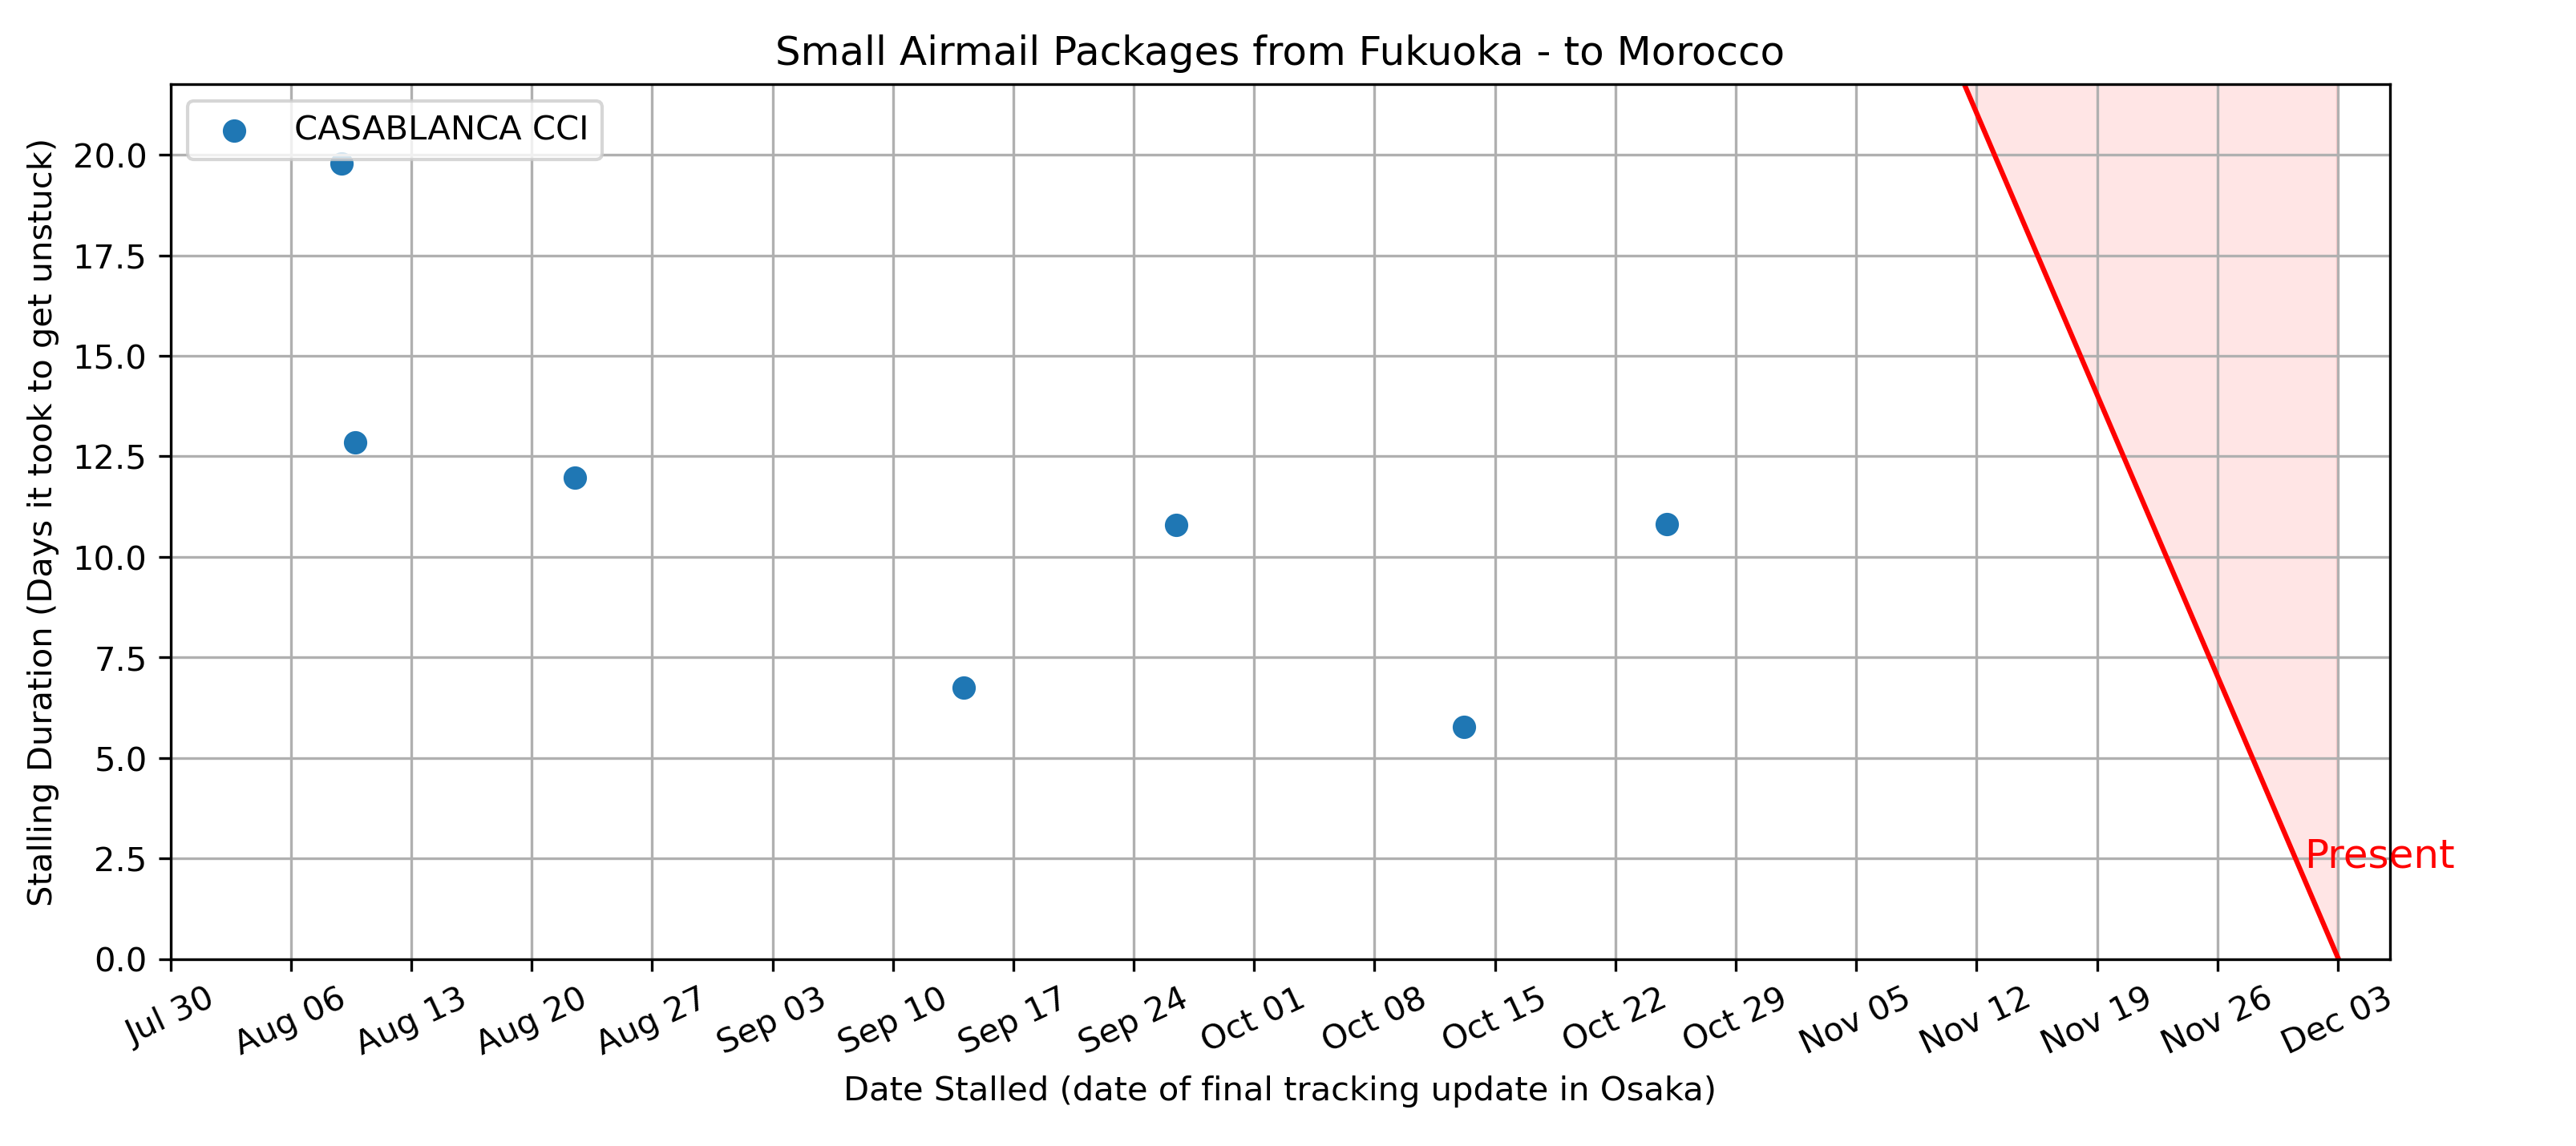 Small Airmail Packages from Fukuoka - to Morocco
CASABLANCA CCI
Stalling Duration (Days it took to get unstuck)
20.0
17.5
15.0
12.5
10.0
7.5
5.0
2.5
0.0
Present
Jul 30 Aug 06 Aug 13 Aug 20 Aug 27 Sep 03 Sep 10 Sep 17 Sep 24 Oct 01 Oct 08 Oct 15 Oct 22 Oct 29 Nov 05 Nov 12 Nov 19 Nov 26 Dec 03
Date Stalled (date of final tracking update in Osaka)